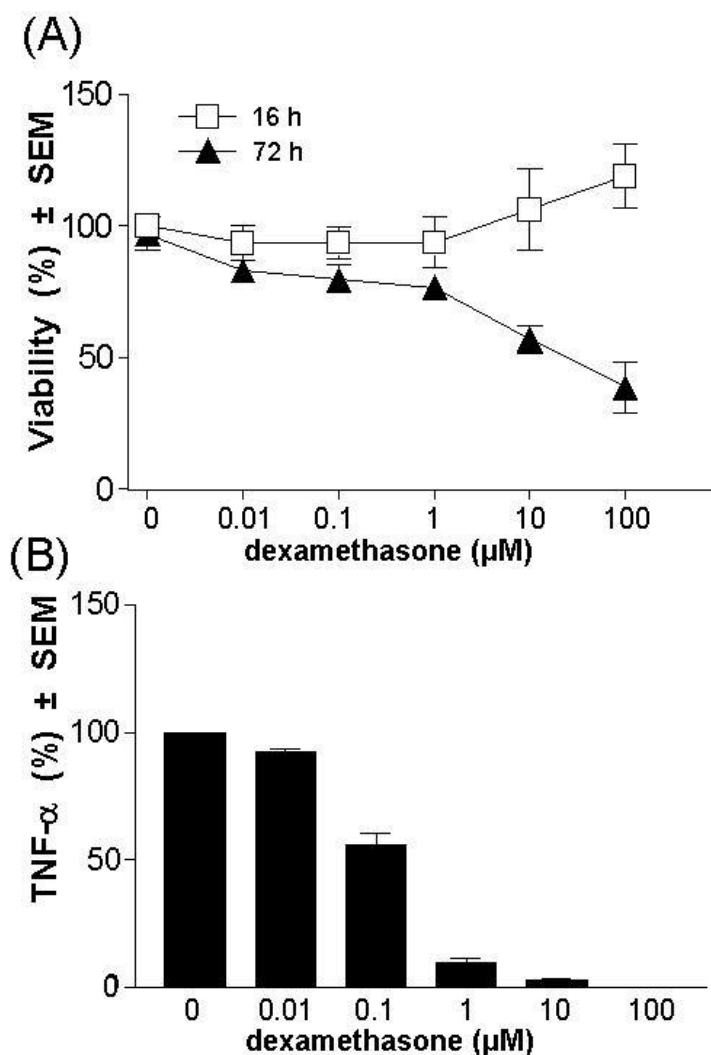 (A)
Viability (%) ± SEM
150
100
50
0
16 h
72 h
0 0.01 0.1 1 10 100
dexamethasone (µM)
(B)
TNF-α (%) ± SEM
150
100
50
0
0 0.01 0.1 1 10 100
dexamethasone (µM)